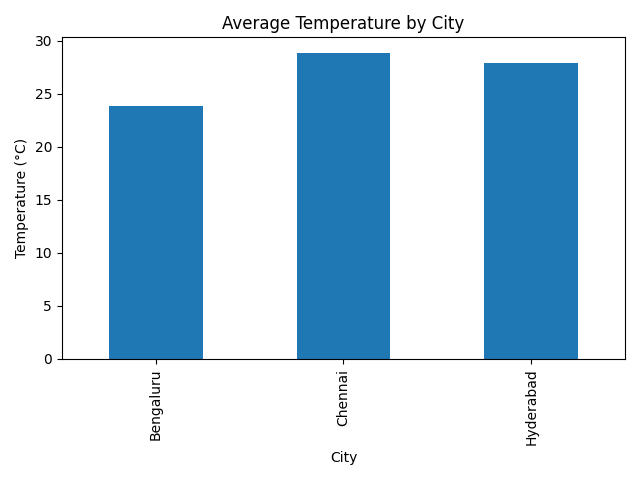 Average Temperature by City
Temperature (°C)
30
25
20
15
10
5
0
Bengaluru
Chennai
Hyderabad
City